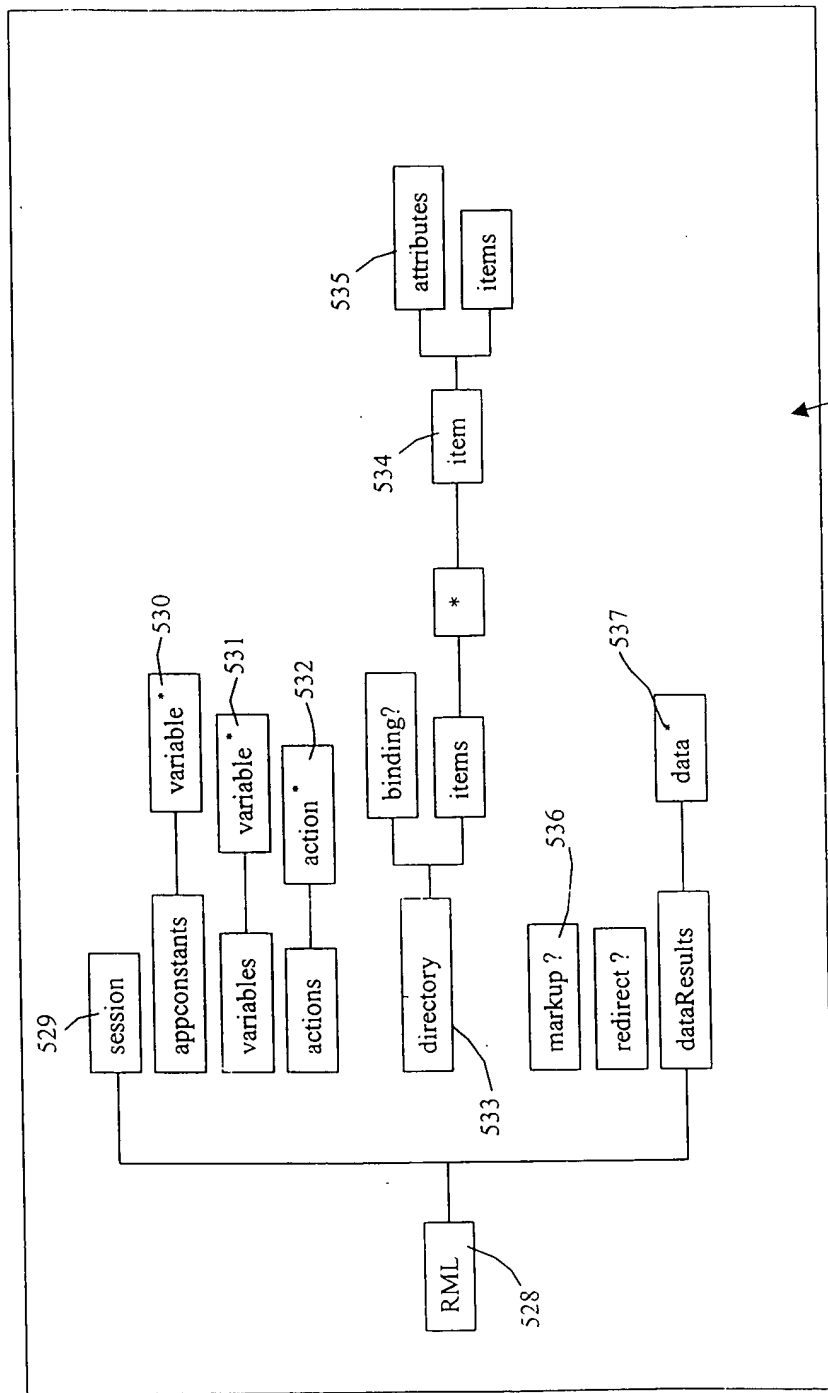 RML
528
529
session
appconstants
variable *
530
variables
variable *
531
actions
action *
532
directory
533
binding?
items
*
item
534
attributes
535
items
markup ?
536
redirect ?
dataResults
data
537